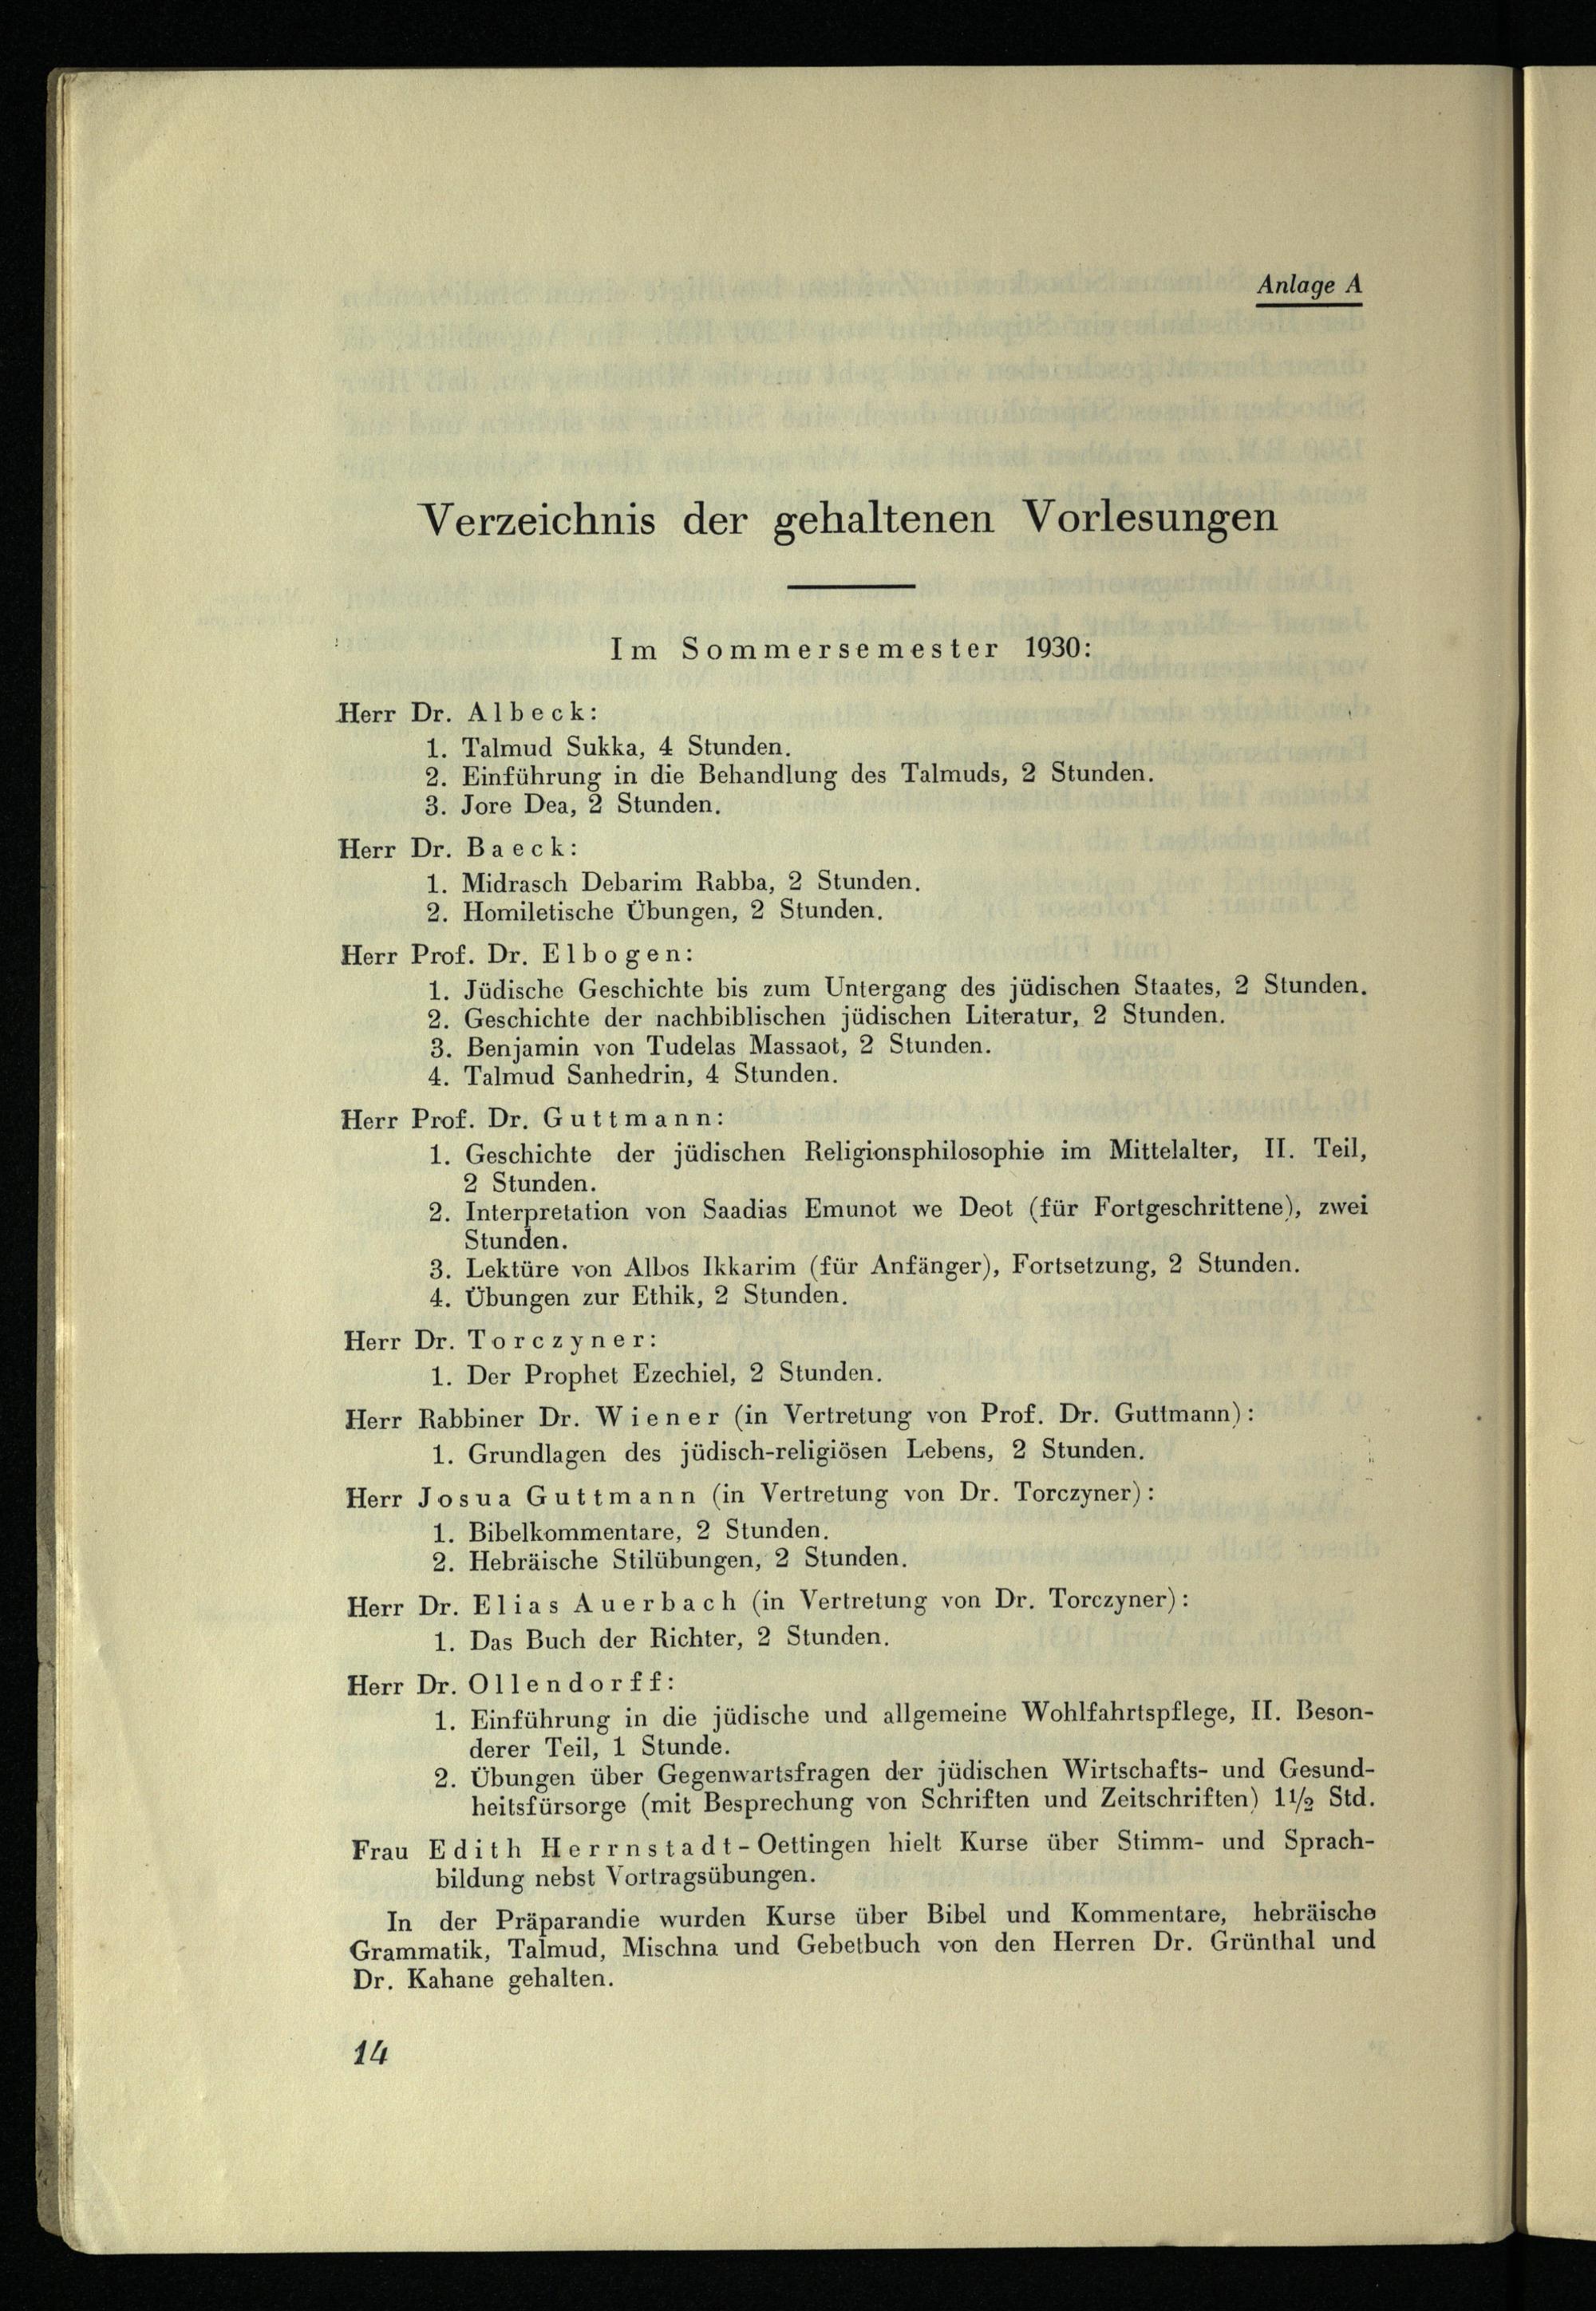 Anlage A
Verzeichnis der gehaltenen Vorlesungen
Im Sommersemester 1930:
Herr Dr. Albeck:
1. Talmud Sukka, 4 Stunden.
2. Einführung in die Behandlung des Talmuds, 2 Stunden.
3. Jore Dea, 2 Stunden.
Herr Dr. Baeck:
1. Midrasch Debarim Rabba, 2 Stunden.
2. Homiletische Übungen, 2 Stunden.
Herr Prof. Dr. Elbogen:
1. Jüdische Geschichte bis zum Untergang des jüdischen Staates, 2 Stunden.
2. Geschichte der nachbiblischen jüdischen Literatur, 2 Stunden.
3. Benjamin von Tudelas Massaot, 2 Stunden.
4. Talmud Sanhedrin, 4 Stunden.
Herr Prof. Dr. Guttmann:
1. Geschichte der jüdischen Religionsphilosophie im Mittelalter, II. Teil,
2 Stunden.
2. Interpretation von Saadias Emunot we Deot (für Fortgeschrittene), zwei
Stunden.
3. Lektüre von Albos Ikkarim (für Anfänger), Fortsetzung, 2 Stunden.
4. Übungen zur Ethik, 2 Stunden.
Herr Dr. Torczyner:
1. Der Prophet Ezechiel, 2 Stunden.
Herr Rabbiner Dr. Wiener (in Vertretung von Prof. Dr. Guttmann):
1. Grundlagen des jüdisch-religiösen Lebens, 2 Stunden.
Herr Josua Guttmann (in Vertretung von Dr. Torczyner):
1. Bibelkommentare, 2 Stunden.
2. Hebräische Stilübungen, 2 Stunden.
Herr Dr. Elias Auerbach (in Vertretung von Dr. Torczyner):
1. Das Buch der Richter, 2 Stunden.
Herr Dr. Ollendorff:
1. Einführung in die jüdische und allgemeine Wohlfahrtspflege, II. Beson-
derer Teil, 1 Stunde.
2. Übungen über Gegenwartsfragen der jüdischen Wirtschafts- und Gesund-
heitsfürsorge (mit Besprechung von Schriften und Zeitschriften) 1½ Std.
Frau Edith Herrnstadt-Oettingen hielt Kurse über Stimm- und Sprach-
bildung nebst Vortragsübungen.
In der Präparandie wurden Kurse über Bibel und Kommentare, hebräische
Grammatik, Talmud, Mischna und Gebetbuch von den Herren Dr. Grünthal und
Dr. Kahane gehalten.
14